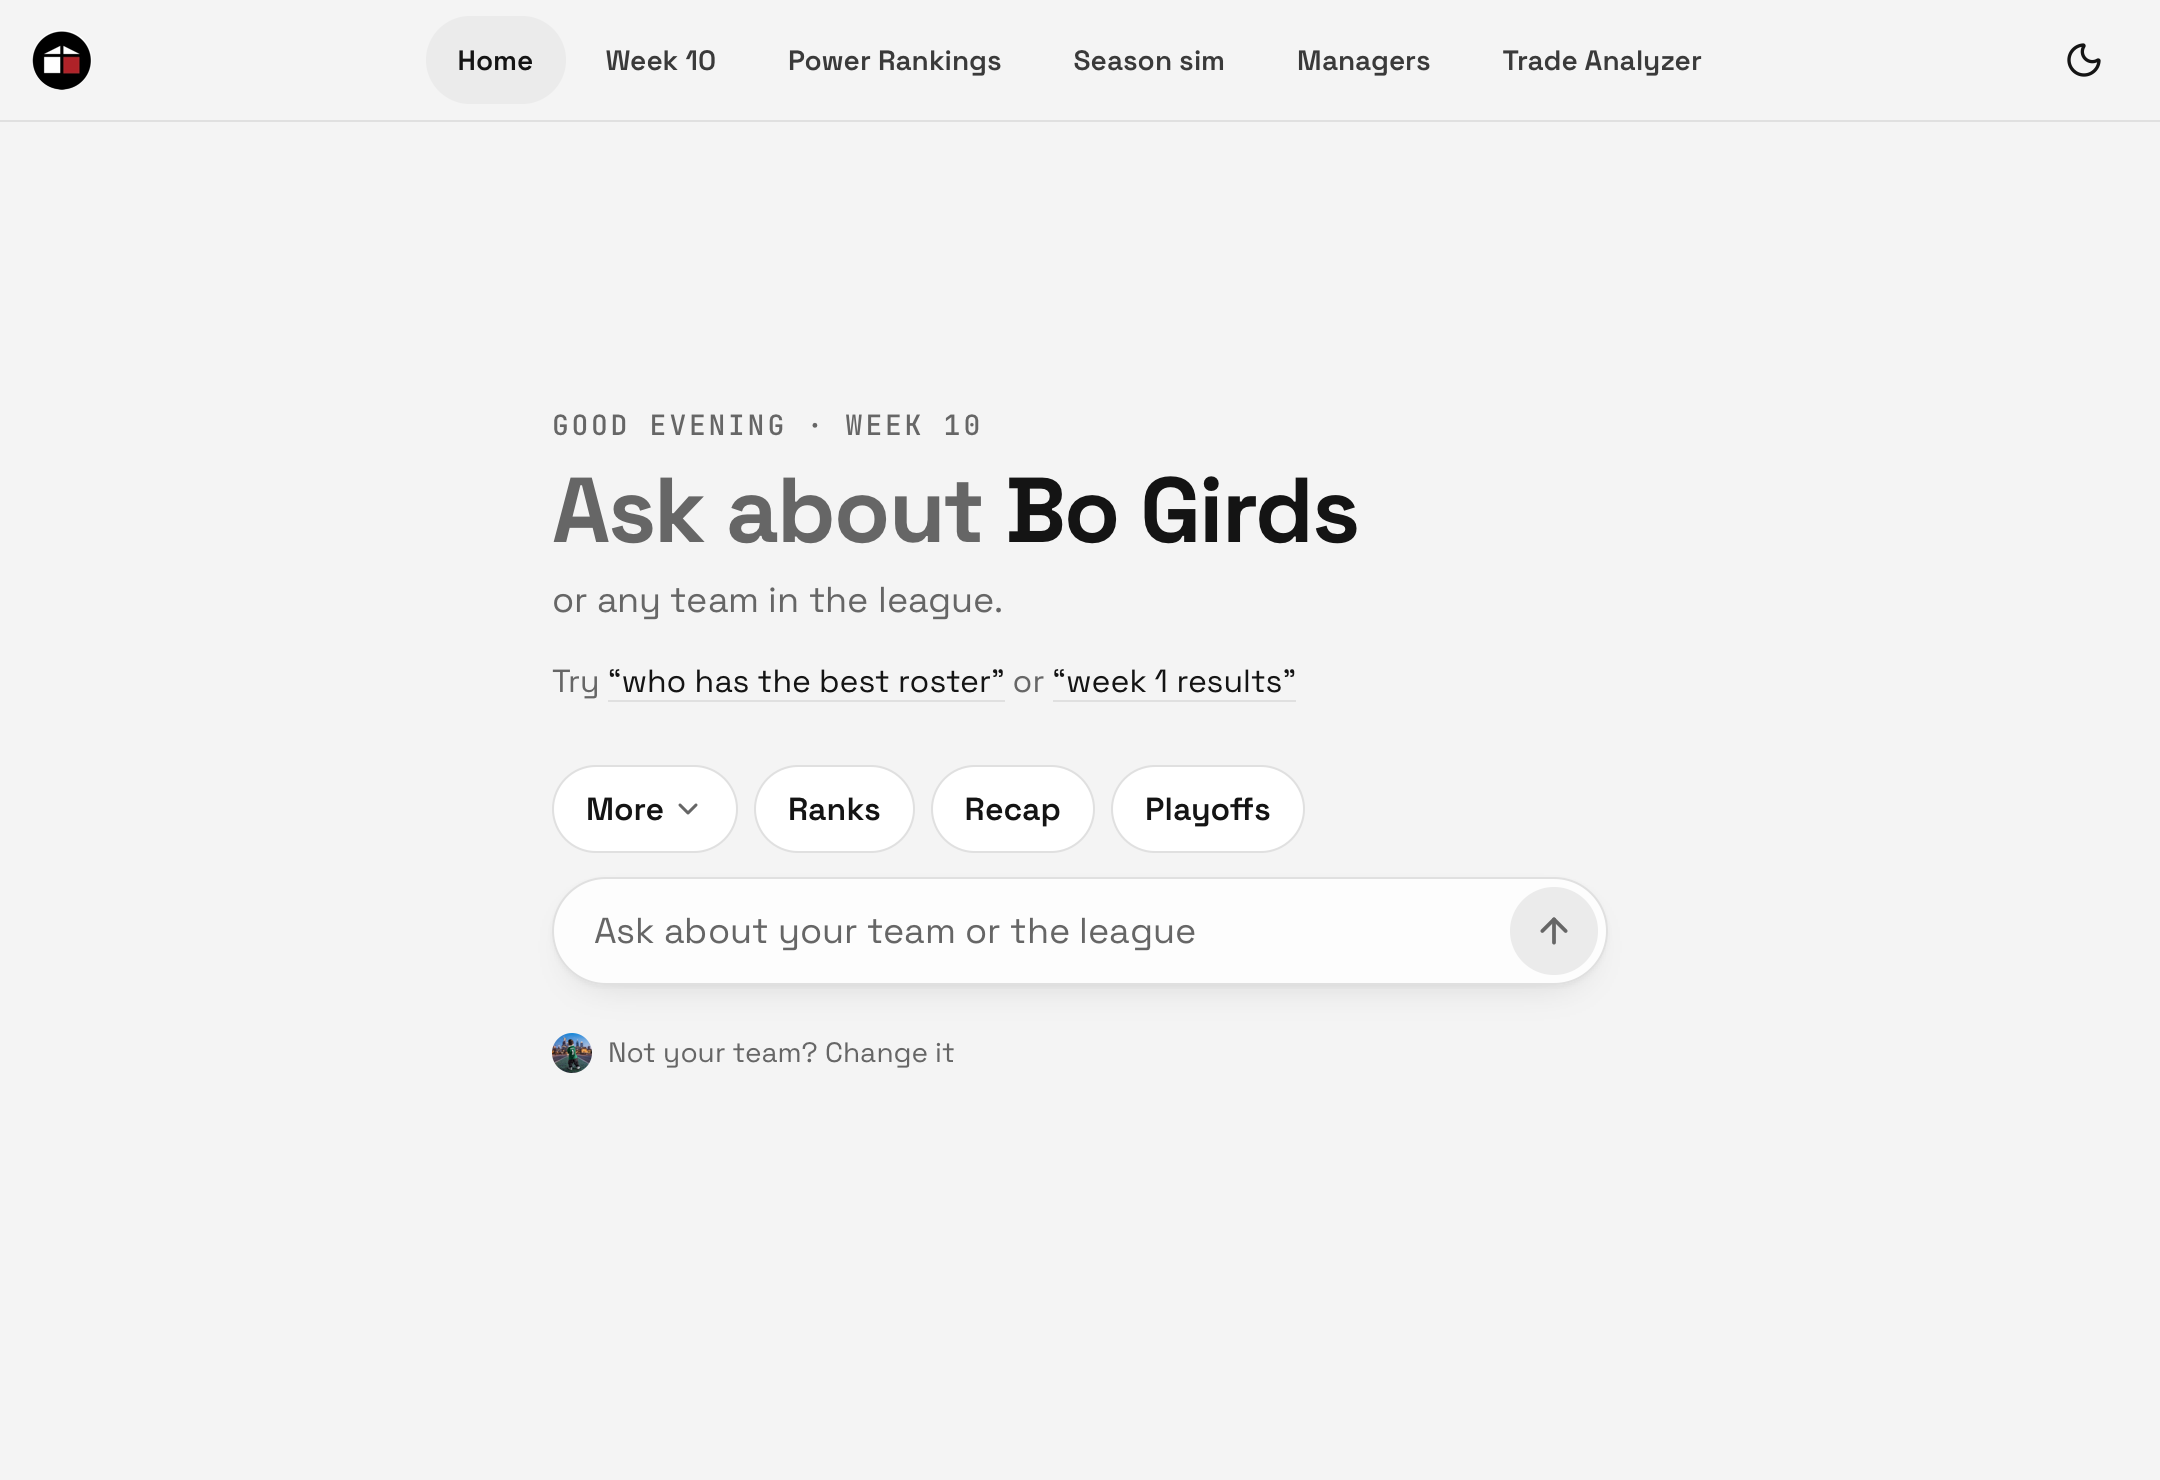 Home Week 10 Power Rankings Season sim Managers Trade Analyzer
GOOD EVENING · WEEK 10
Ask about Bo Girds
or any team in the league.
Try “who has the best roster” or “week 1 results”
More Ranks Recap Playoffs
Ask about your team or the league
Not your team? Change it